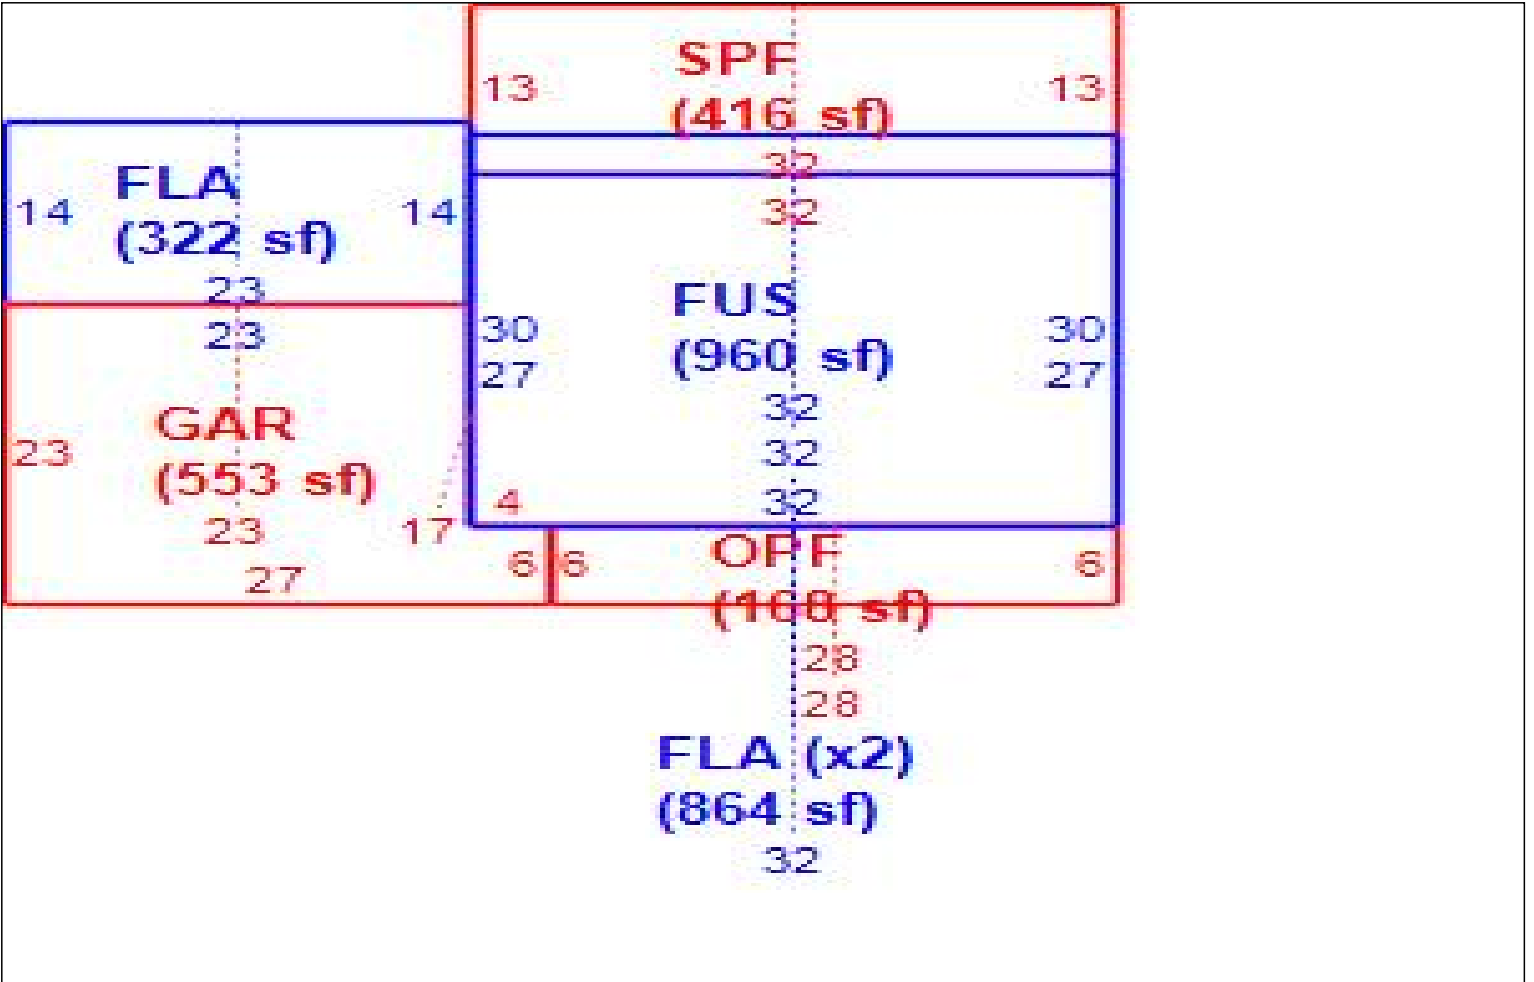 SPF
13 13
(416 sf)
32
FLA
14 14
32
(322 sf)
23
FUS
23
30 30
(960 sf)
27 27
32
GAR
23
32
(553 sf)
4
32
23
17
OPF
6 6 6
27
(168 sf)
28
28
FLA (x2)
(864 sf)
32